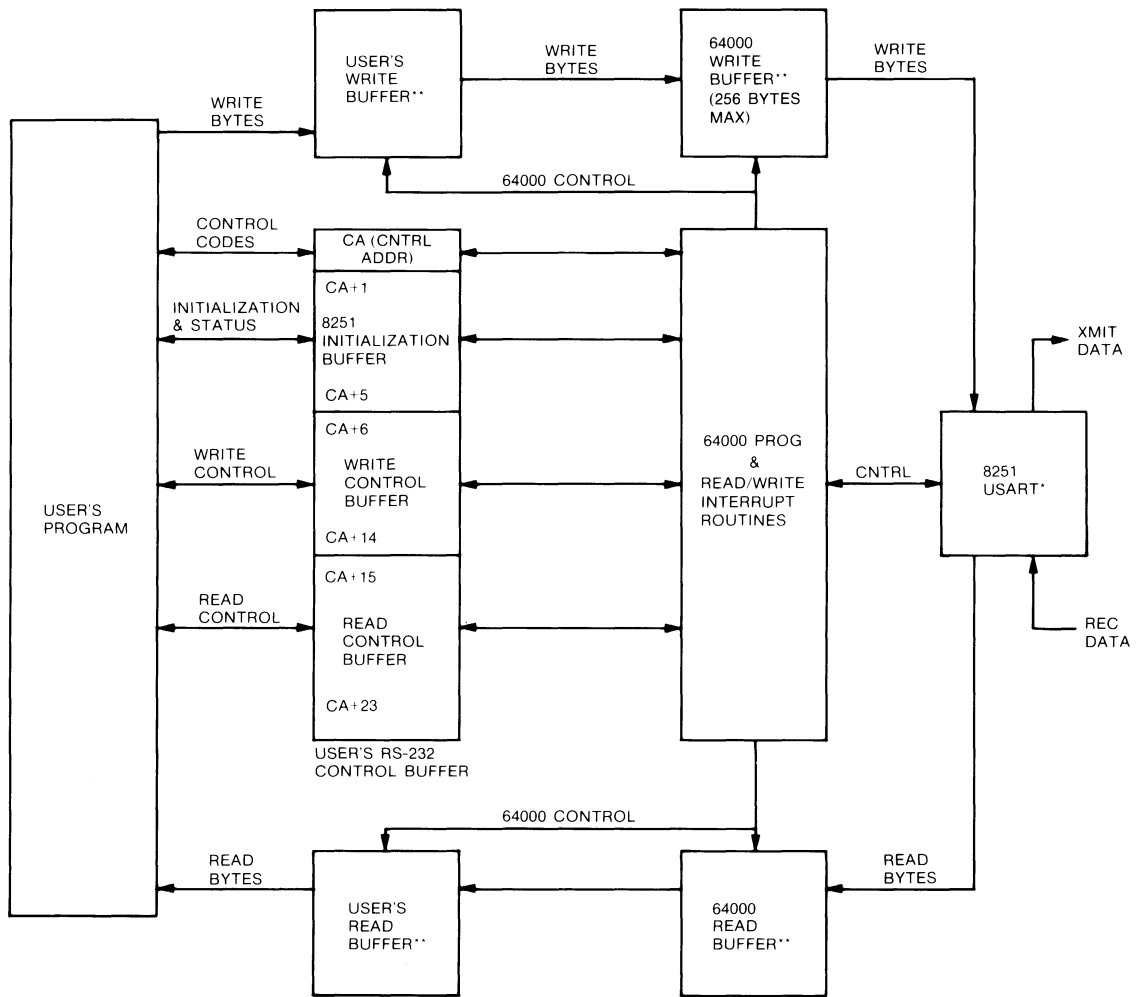 USER'S
WRITE
BUFFER**
WRITE
BYTES
64000
WRITE
BUFFER**
(256 BYTES
MAX)
WRITE
BYTES
WRITE
BYTES
64000 CONTROL
CONTROL
CODES
CA (CNTRL
ADDR)
INITIALIZATION
& STATUS
CA+1
8251
INITIALIZATION
BUFFER
CA+5
WRITE
CONTROL
CA+6
WRITE
CONTROL
BUFFER
CA+14
USER'S
PROGRAM
READ
CONTROL
CA+15
READ
CONTROL
BUFFER
CA+23
USER'S RS-232
CONTROL BUFFER
64000 PROG
&
READ/WRITE
INTERRUPT
ROUTINES
CNTRL
8251
USART*
XMIT
DATA
REC
DATA
64000 CONTROL
READ
BYTES
USER'S
READ
BUFFER**
64000
READ
BUFFER**
READ
BYTES